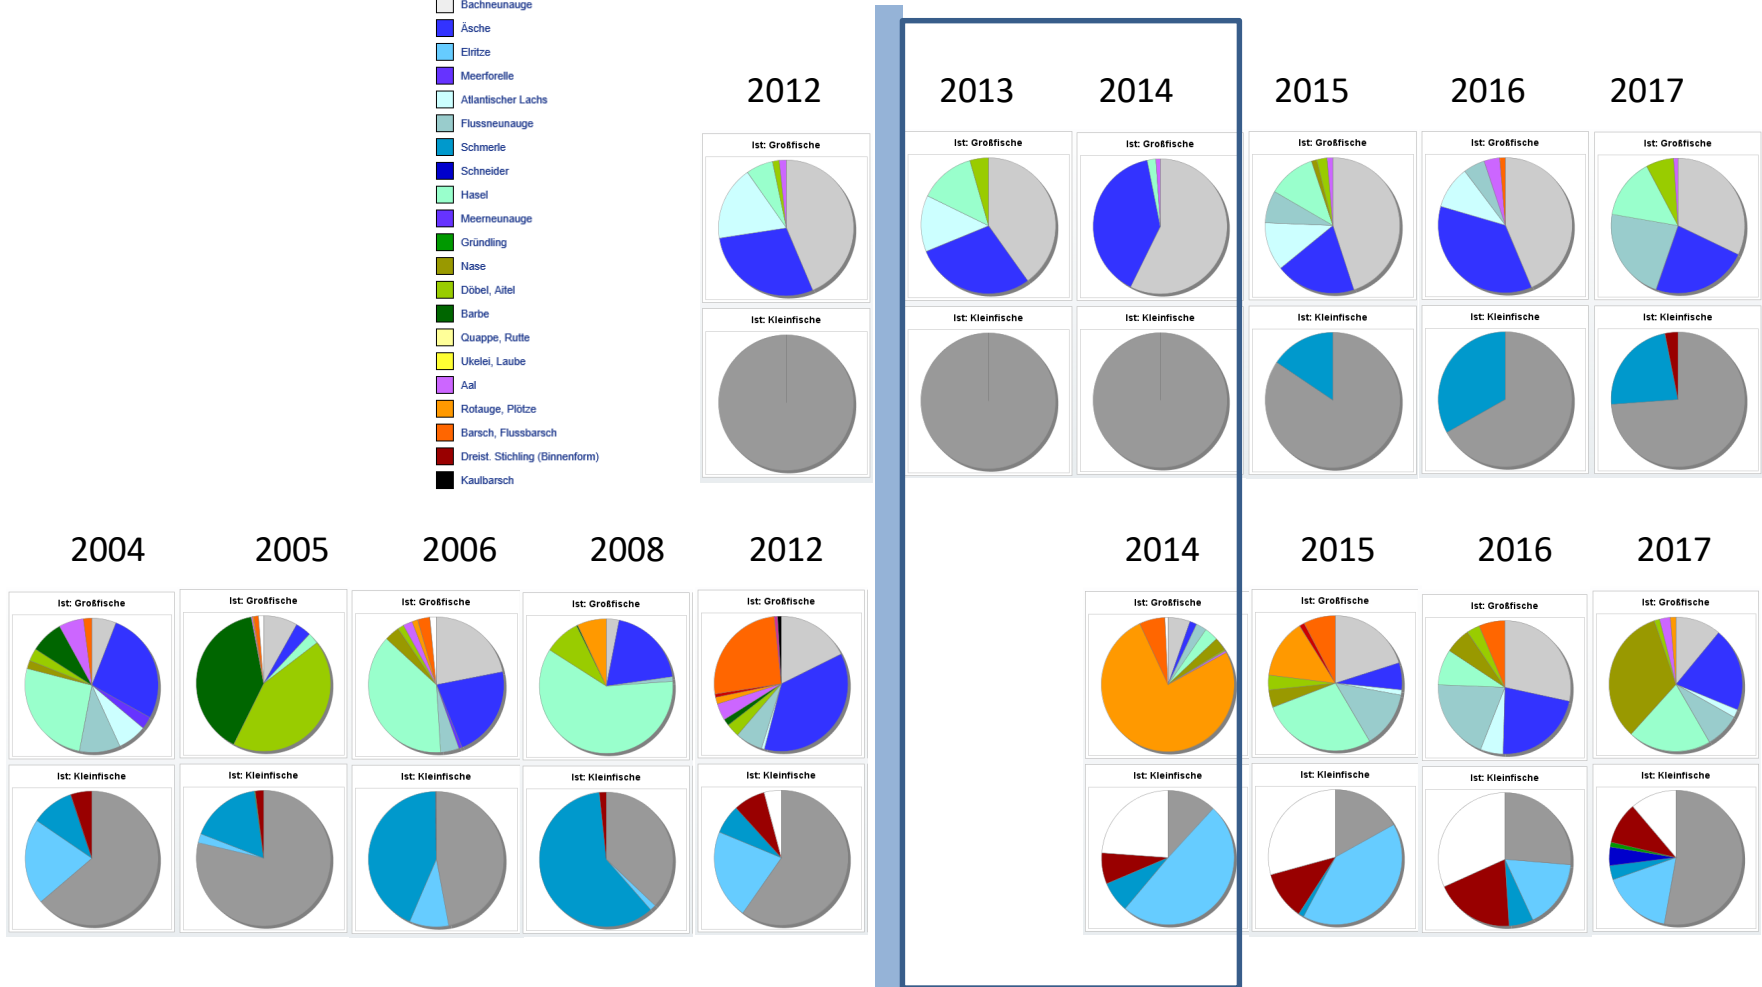 Bachneunauge
Äsche
Elritze
Meerforelle
Atlantischer Lachs
Flussneunauge
Schmerle
Schneider
Hasel
Meerneunauge
Gründling
Nase
Döbel, Aitel
Barbe
Quappe, Rutte
Ukelei, Laube
Aal
Rotauge, Plötze
Barsch, Flussbarsch
Dreist. Stichling (Binnenform)
Kaulbarsch
2012 2013 2014 2015 2016 2017
Ist: Großfische Ist: Großfische Ist: Großfische Ist: Großfische Ist: Großfische Ist: Großfische
Ist: Kleinfische Ist: Kleinfische Ist: Kleinfische Ist: Kleinfische Ist: Kleinfische Ist: Kleinfische
2004 2005 2006 2008 2012 2014 2015 2016 2017
Ist: Großfische Ist: Großfische Ist: Großfische Ist: Großfische Ist: Großfische Ist: Großfische Ist: Großfische Ist: Großfische Ist: Großfische
Ist: Kleinfische Ist: Kleinfische Ist: Kleinfische Ist: Kleinfische Ist: Kleinfische Ist: Kleinfische Ist: Kleinfische Ist: Kleinfische Ist: Kleinfische